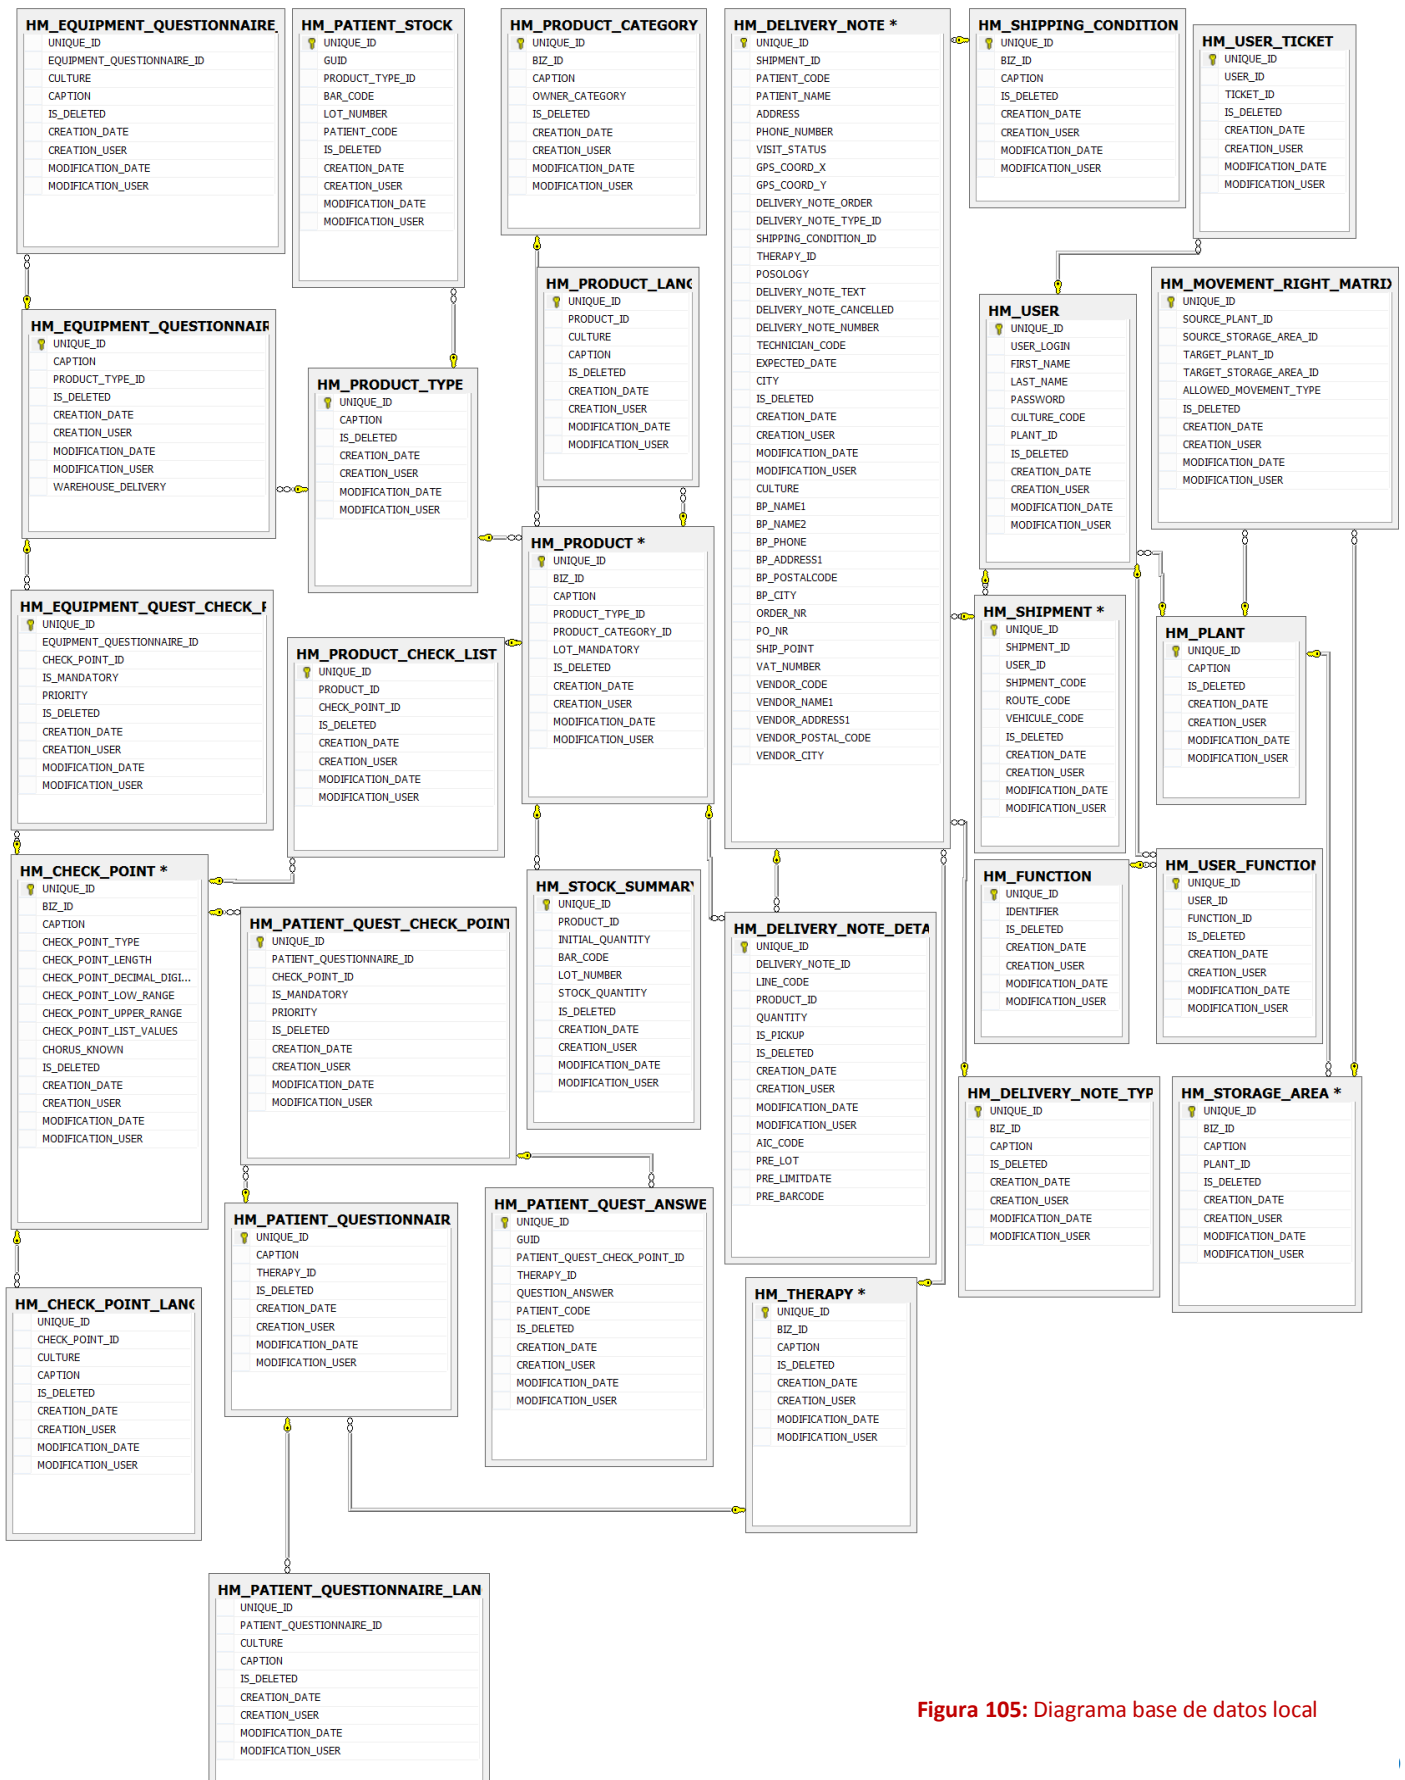 HM_EQUIPMENT_QUESTIONNAIRE_
UNIQUE_ID
EQUIPMENT_QUESTIONNAIRE_ID
CULTURE
CAPTION
IS_DELETED
CREATION_DATE
CREATION_USER
MODIFICATION_DATE
MODIFICATION_USER
HM_PATIENT_STOCK
UNIQUE_ID
GUID
PRODUCT_TYPE_ID
BAR_CODE
LOT_NUMBER
PATIENT_CODE
IS_DELETED
CREATION_DATE
CREATION_USER
MODIFICATION_DATE
MODIFICATION_USER
HM_PRODUCT_CATEGORY
UNIQUE_ID
BIZ_ID
CAPTION
OWNER_CATEGORY
IS_DELETED
CREATION_DATE
CREATION_USER
MODIFICATION_DATE
MODIFICATION_USER
HM_DELIVERY_NOTE *
UNIQUE_ID
SHIPMENT_ID
PATIENT_CODE
PATIENT_NAME
ADDRESS
PHONE_NUMBER
VISIT_STATUS
GPS_COORD_X
GPS_COORD_Y
DELIVERY_NOTE_ORDER
DELIVERY_NOTE_TYPE_ID
SHIPPING_CONDITION_ID
THERAPY_ID
POSOLOGY
DELIVERY_NOTE_TEXT
DELIVERY_NOTE_CANCELLED
DELIVERY_NOTE_NUMBER
TECHNICIAN_CODE
EXPECTED_DATE
CITY
IS_DELETED
CREATION_DATE
CREATION_USER
MODIFICATION_DATE
MODIFICATION_USER
CULTURE
BP_NAME1
BP_NAME2
BP_PHONE
BP_ADDRESS1
BP_POSTALCODE
BP_CITY
ORDER_NR
PO_NR
SHIP_POINT
VAT_NUMBER
VENDOR_CODE
VENDOR_NAME1
VENDOR_ADDRESS1
VENDOR_POSTAL_CODE
VENDOR_CITY
HM_SHIPPING_CONDITION
UNIQUE_ID
BIZ_ID
CAPTION
IS_DELETED
CREATION_DATE
CREATION_USER
MODIFICATION_DATE
MODIFICATION_USER
HM_USER_TICKET
UNIQUE_ID
USER_ID
TICKET_ID
IS_DELETED
CREATION_DATE
CREATION_USER
MODIFICATION_DATE
MODIFICATION_USER
HM_EQUIPMENT_QUESTIONNAIR
UNIQUE_ID
CAPTION
PRODUCT_TYPE_ID
IS_DELETED
CREATION_DATE
CREATION_USER
MODIFICATION_DATE
MODIFICATION_USER
WAREHOUSE_DELIVERY
HM_PRODUCT_TYPE
UNIQUE_ID
CAPTION
IS_DELETED
CREATION_DATE
CREATION_USER
MODIFICATION_DATE
MODIFICATION_USER
HM_PRODUCT_LANG
UNIQUE_ID
PRODUCT_ID
CULTURE
CAPTION
IS_DELETED
CREATION_DATE
CREATION_USER
MODIFICATION_DATE
MODIFICATION_USER
HM_USER
UNIQUE_ID
USER_LOGIN
FIRST_NAME
LAST_NAME
PASSWORD
CULTURE_CODE
PLANT_ID
IS_DELETED
CREATION_DATE
CREATION_USER
MODIFICATION_DATE
MODIFICATION_USER
HM_MOVEMENT_RIGHT_MATRIX
UNIQUE_ID
SOURCE_PLANT_ID
SOURCE_STORAGE_AREA_ID
TARGET_PLANT_ID
TARGET_STORAGE_AREA_ID
ALLOWED_MOVEMENT_TYPE
IS_DELETED
CREATION_DATE
CREATION_USER
MODIFICATION_DATE
MODIFICATION_USER
HM_EQUIPMENT_QUEST_CHECK_P
UNIQUE_ID
EQUIPMENT_QUESTIONNAIRE_ID
CHECK_POINT_ID
IS_MANDATORY
PRIORITY
IS_DELETED
CREATION_DATE
CREATION_USER
MODIFICATION_DATE
MODIFICATION_USER
HM_PRODUCT_CHECK_LIST
UNIQUE_ID
PRODUCT_ID
CHECK_POINT_ID
IS_DELETED
CREATION_DATE
CREATION_USER
MODIFICATION_DATE
MODIFICATION_USER
HM_PRODUCT *
UNIQUE_ID
BIZ_ID
CAPTION
PRODUCT_TYPE_ID
PRODUCT_CATEGORY_ID
LOT_MANDATORY
IS_DELETED
CREATION_DATE
CREATION_USER
MODIFICATION_DATE
MODIFICATION_USER
HM_SHIPMENT *
UNIQUE_ID
SHIPMENT_ID
USER_ID
SHIPMENT_CODE
ROUTE_CODE
VEHICULE_CODE
IS_DELETED
CREATION_DATE
CREATION_USER
MODIFICATION_DATE
MODIFICATION_USER
HM_PLANT
UNIQUE_ID
CAPTION
IS_DELETED
CREATION_DATE
CREATION_USER
MODIFICATION_DATE
MODIFICATION_USER
HM_CHECK_POINT *
UNIQUE_ID
BIZ_ID
CAPTION
CHECK_POINT_TYPE
CHECK_POINT_LENGTH
CHECK_POINT_DECIMAL_DIGI...
CHECK_POINT_LOW_RANGE
CHECK_POINT_UPPER_RANGE
CHECK_POINT_LIST_VALUES
CHORUS_KNOWN
IS_DELETED
CREATION_DATE
CREATION_USER
MODIFICATION_DATE
MODIFICATION_USER
HM_PATIENT_QUEST_CHECK_POINT
UNIQUE_ID
PATIENT_QUESTIONNAIRE_ID
CHECK_POINT_ID
IS_MANDATORY
PRIORITY
IS_DELETED
CREATION_DATE
CREATION_USER
MODIFICATION_DATE
MODIFICATION_USER
HM_STOCK_SUMMARY
UNIQUE_ID
PRODUCT_ID
INITIAL_QUANTITY
BAR_CODE
LOT_NUMBER
STOCK_QUANTITY
IS_DELETED
CREATION_DATE
CREATION_USER
MODIFICATION_DATE
MODIFICATION_USER
HM_DELIVERY_NOTE_DETA
UNIQUE_ID
DELIVERY_NOTE_ID
LINE_CODE
PRODUCT_ID
QUANTITY
IS_PICKUP
IS_DELETED
CREATION_DATE
CREATION_USER
MODIFICATION_DATE
MODIFICATION_USER
AIC_CODE
PRE_LOT
PRE_LIMITDATE
PRE_BARCODE
HM_FUNCTION
UNIQUE_ID
IDENTIFIER
IS_DELETED
CREATION_DATE
CREATION_USER
MODIFICATION_DATE
MODIFICATION_USER
HM_USER_FUNCTION
UNIQUE_ID
USER_ID
FUNCTION_ID
IS_DELETED
CREATION_DATE
CREATION_USER
MODIFICATION_DATE
MODIFICATION_USER
HM_DELIVERY_NOTE_TYP
UNIQUE_ID
BIZ_ID
CAPTION
IS_DELETED
CREATION_DATE
CREATION_USER
MODIFICATION_DATE
MODIFICATION_USER
HM_STORAGE_AREA *
UNIQUE_ID
BIZ_ID
CAPTION
PLANT_ID
IS_DELETED
CREATION_DATE
CREATION_USER
MODIFICATION_DATE
MODIFICATION_USER
HM_PATIENT_QUESTIONNAIR
UNIQUE_ID
CAPTION
THERAPY_ID
IS_DELETED
CREATION_DATE
CREATION_USER
MODIFICATION_DATE
MODIFICATION_USER
HM_PATIENT_QUEST_ANSWE
UNIQUE_ID
GUID
PATIENT_QUEST_CHECK_POINT_ID
THERAPY_ID
QUESTION_ANSWER
PATIENT_CODE
IS_DELETED
CREATION_DATE
CREATION_USER
MODIFICATION_DATE
MODIFICATION_USER
HM_CHECK_POINT_LANG
UNIQUE_ID
CHECK_POINT_ID
CULTURE
CAPTION
IS_DELETED
CREATION_DATE
CREATION_USER
MODIFICATION_DATE
MODIFICATION_USER
HM_THERAPY *
UNIQUE_ID
BIZ_ID
CAPTION
IS_DELETED
CREATION_DATE
CREATION_USER
MODIFICATION_DATE
MODIFICATION_USER
HM_PATIENT_QUESTIONNAIRE_LAN
UNIQUE_ID
PATIENT_QUESTIONNAIRE_ID
CULTURE
CAPTION
IS_DELETED
CREATION_DATE
CREATION_USER
MODIFICATION_DATE
MODIFICATION_USER
Figura 105: Diagrama base de datos local